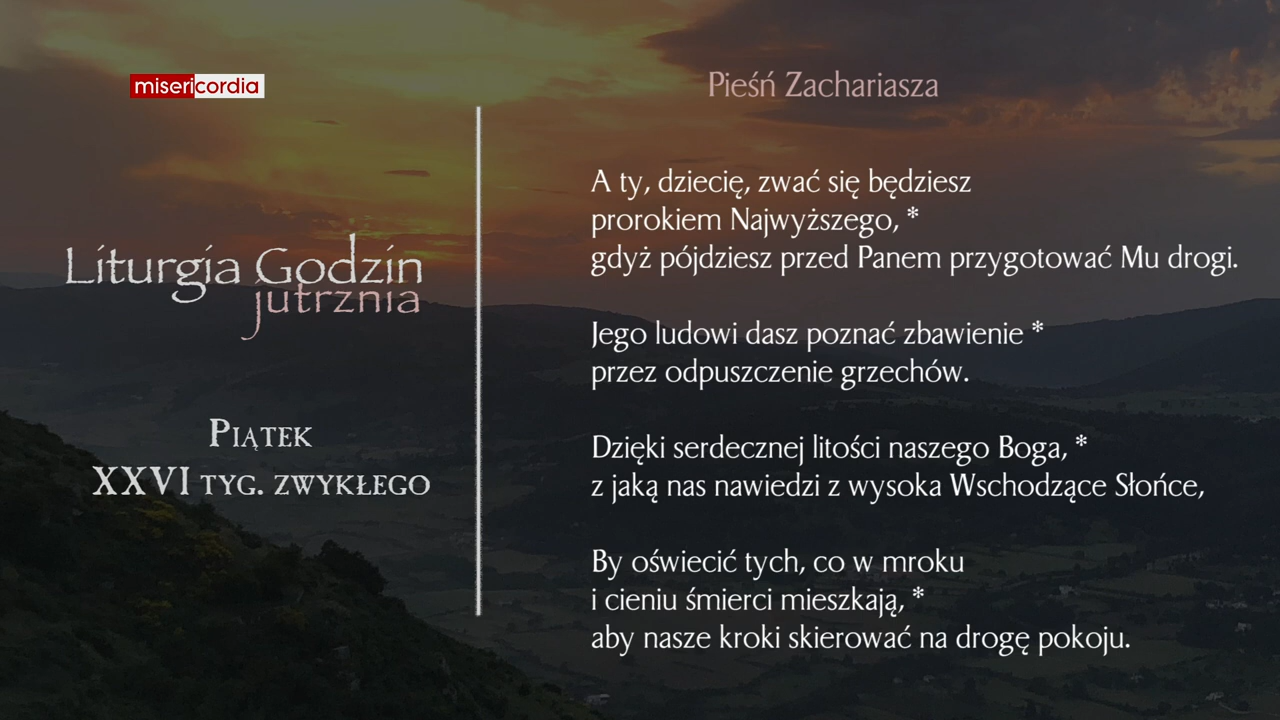 misericordia
Liturgia Godzin
jutrznia
Piątek
XXVI tyg. zwykłego
Pieśń Zachariasza
A ty, dziecię, zwać się będziesz
prorokiem Najwyższego, *
gdyż pójdziesz przed Panem przygotować Mu drogi.
Jego ludowi dasz poznać zbawienie *
przez odpuszczenie grzechów.
Dzięki serdecznej litości naszego Boga, *
z jaką nas nawiedzi z wysoka Wschodzące Słońce,
By oświecić tych, co w mroku
i cieniu śmierci mieszkają, *
aby nasze kroki skierować na drogę pokoju.